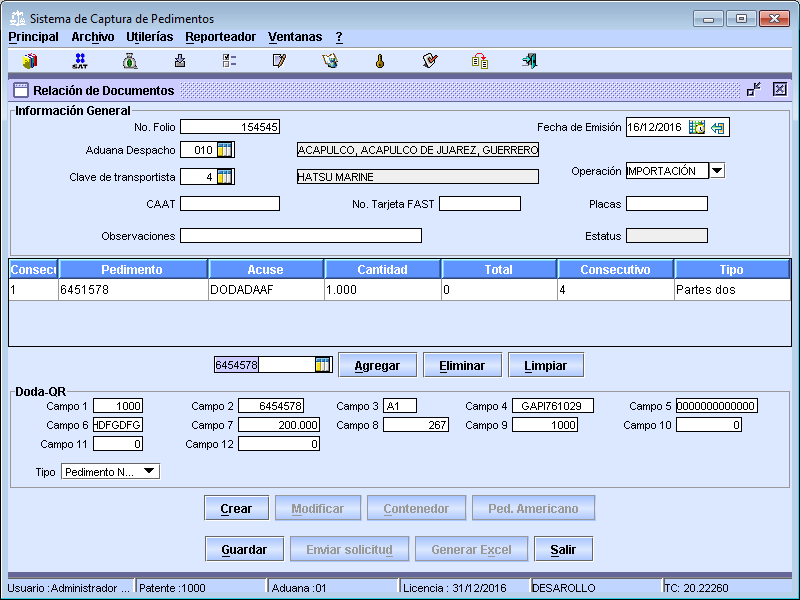 Sistema de Captura de Pedimentos
Principal Archivo Utilerías Reporteador Ventanas ?
SAT
Relación de Documentos
Información General
No. Folio 154545 Fecha de Emisión 16/12/2016
Aduana Despacho 010 ACAPULCO, ACAPULCO DE JUAREZ, GUERRERO
Clave de transportista 4 HATSU MARINE Operación IMPORTACIÓN
CAAT No. Tarjeta FAST Placas
Observaciones Estatus
Consecu Pedimento Acuse Cantidad Total Consecutivo Tipo
1 6451578 DODADAAF 1.000 0 4 Partes dos
6454578 Agregar Eliminar Limpiar
Doda-QR
Campo 1 1000 Campo 2 6454578 Campo 3 A1 Campo 4 GAPI761029 Campo 5 0000000000000
Campo 6 HDFGDFG Campo 7 200.000 Campo 8 267 Campo 9 1000 Campo 10 0
Campo 11 0 Campo 12 0
Tipo Pedimento N...
Crear Modificar Contenedor Ped. Americano
Guardar Enviar solicitud Generar Excel Salir
Usuario :Administrador ... Patente :1000 Aduana :01 Licencia : 31/12/2016 DESAROLLO TC: 20.22260